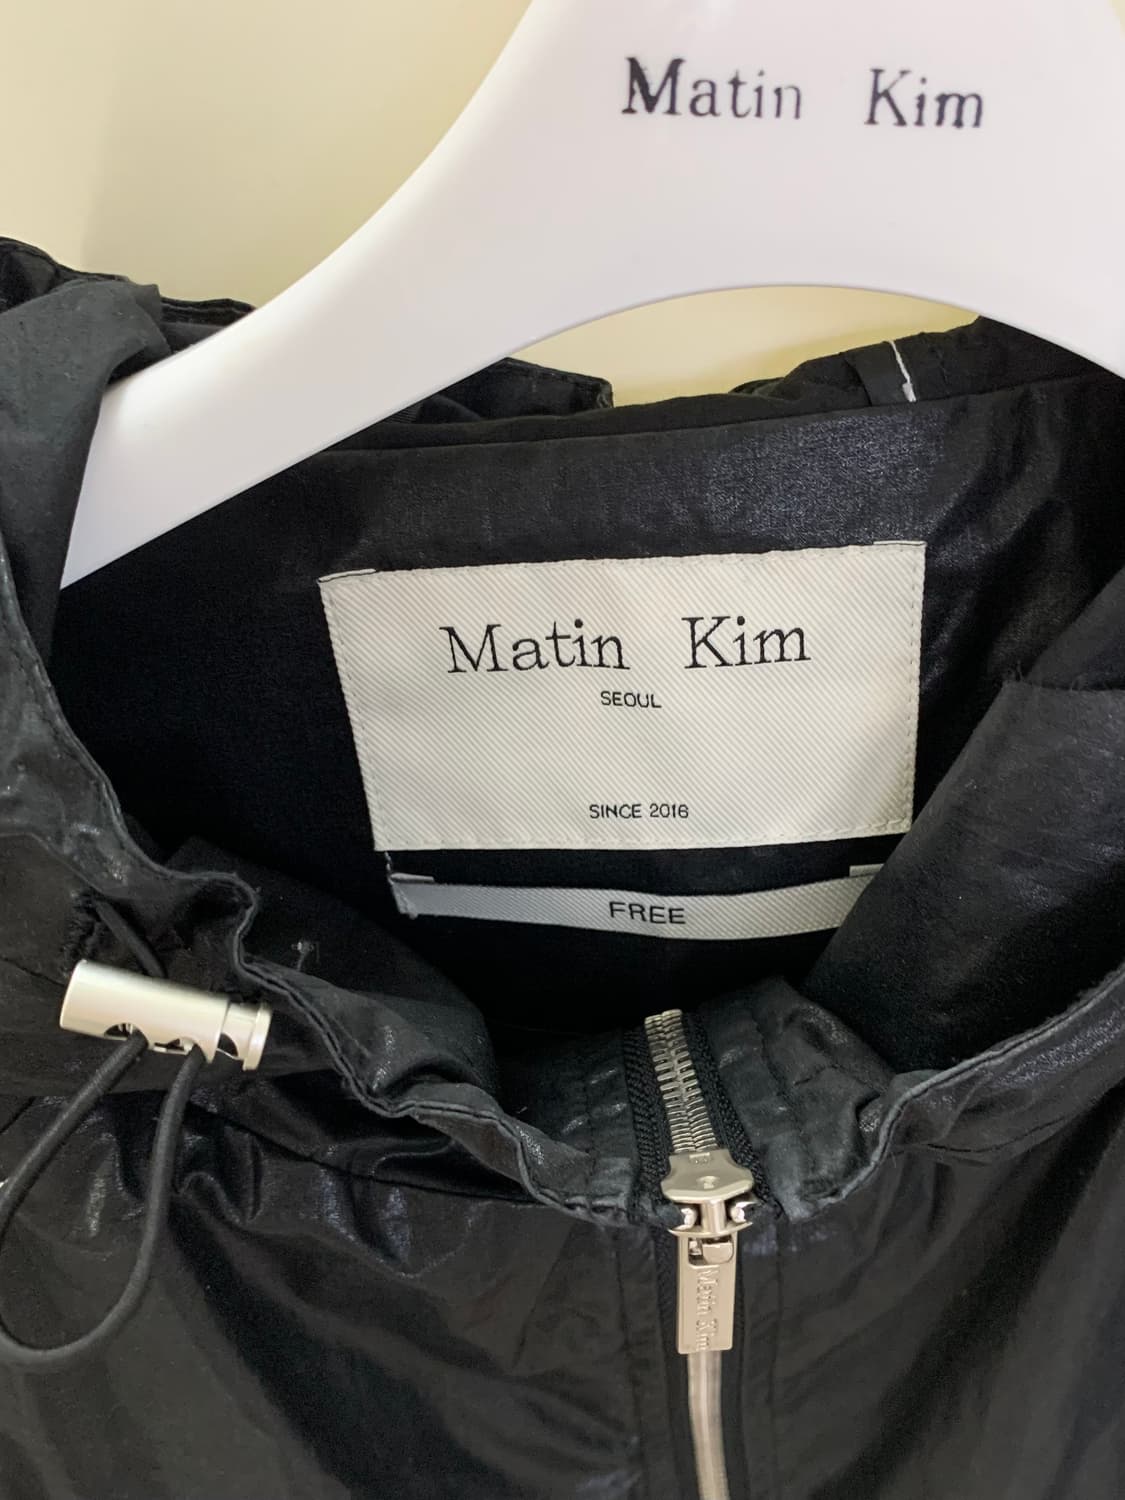 Matin Kim
Matin Kim
SEOUL
SINCE 2016
FREE
Matin Kim